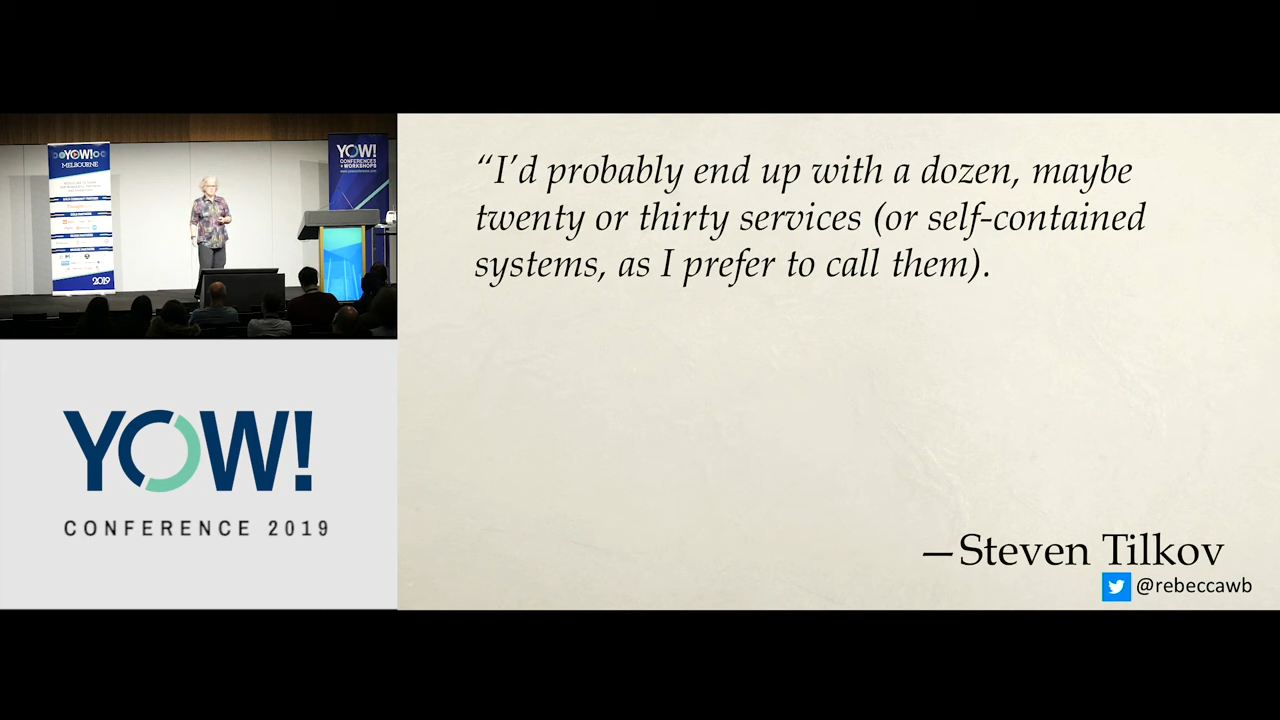 YOW!
MELBOURNE
2019
YOW!
CONFERENCES
+WORKSHOPS
YOW!
CONFERENCE 2019
“I’d probably end up with a dozen, maybe
twenty or thirty services (or self-contained
systems, as I prefer to call them).
—Steven Tilkov
@rebeccawb